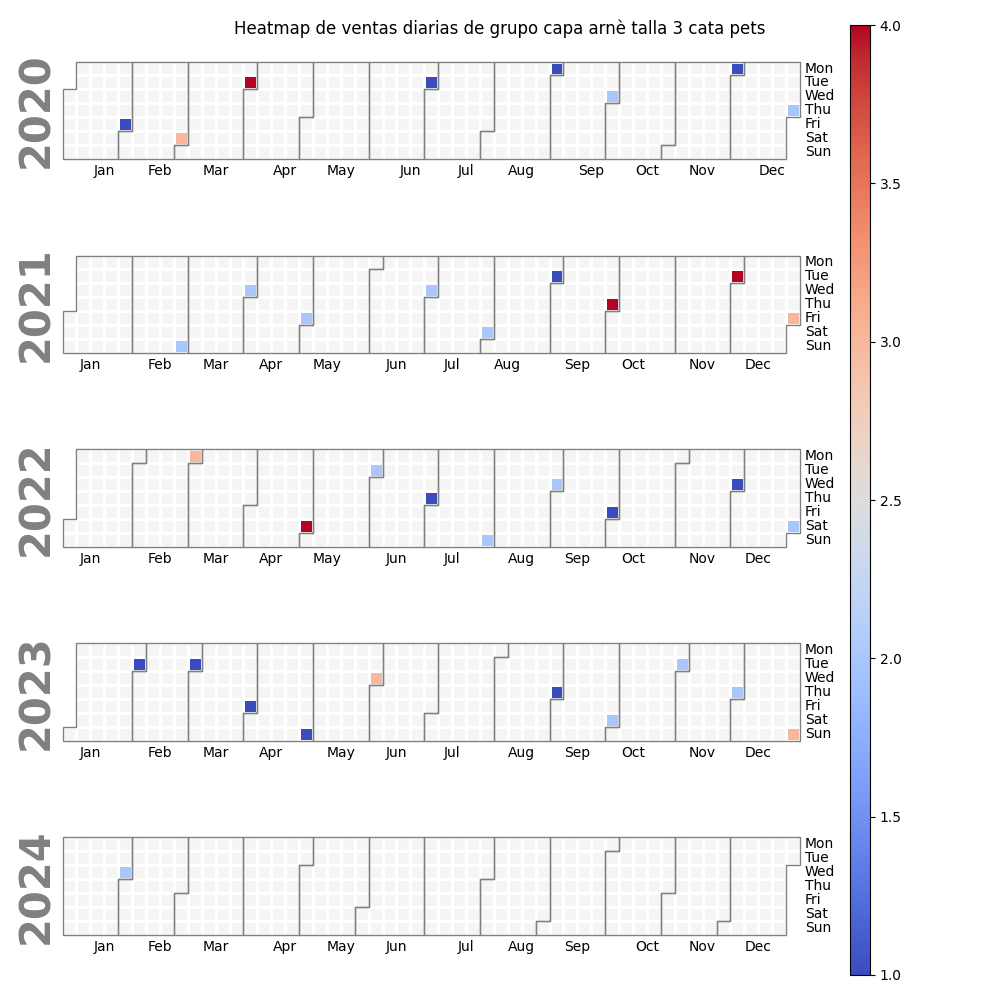 Heatmap de ventas diarias de grupo capa arnè talla 3 cata pets
2020
Mon
Tue
Wed
Thu
Fri
Sat
Sun
Jan Feb Mar Apr May Jun Jul Aug Sep Oct Nov Dec
2021
Mon
Tue
Wed
Thu
Fri
Sat
Sun
Jan Feb Mar Apr May Jun Jul Aug Sep Oct Nov Dec
2022
Mon
Tue
Wed
Thu
Fri
Sat
Sun
Jan Feb Mar Apr May Jun Jul Aug Sep Oct Nov Dec
2023
Mon
Tue
Wed
Thu
Fri
Sat
Sun
Jan Feb Mar Apr May Jun Jul Aug Sep Oct Nov Dec
2024
Mon
Tue
Wed
Thu
Fri
Sat
Sun
Jan Feb Mar Apr May Jun Jul Aug Sep Oct Nov Dec
4.0
3.5
3.0
2.5
2.0
1.5
1.0